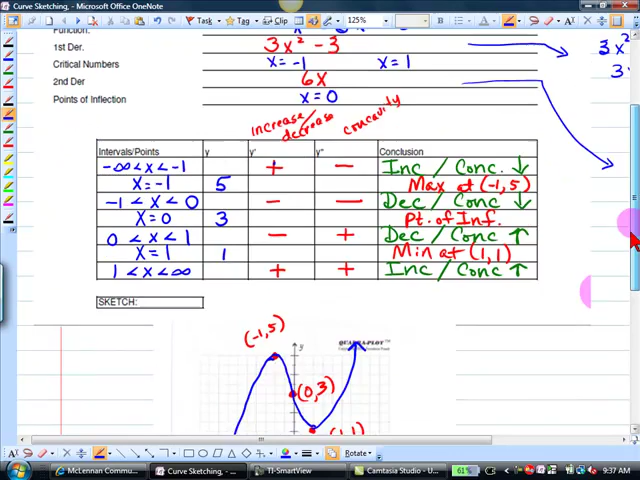 Curve Sketching - Microsoft Office OneNote
Task
Clip
125%
Function:
1st Der.
3x² - 3
3x²
Critical Numbers
x=-1
x=1
2nd Der
6x
Points of Inflection
x=0
increase/decrease
concavity
Intervals/Points y y' y" Conclusion
-∞<x<-1 + - Inc / Conc. ↓
x=-1 5 Max at (-1,5)
-1<x<0 - - Dec / Conc ↓
x=0 3 Pt. of Inf.
0<x<1 - + Dec / Conc ↑
x=1 1 Min at (1,1)
1<x<∞ + + Inc / Conc ↑
SKETCH:
(-1,5)
y
(0,3)
(1,1)
McLennan Commu...
Curve Sketching, - ...
TI-SmartView
Camtasia Studio - U...
61%
9:37 AM